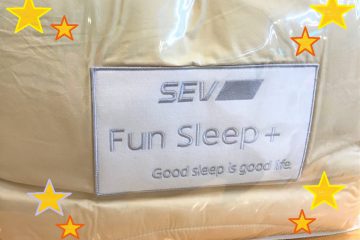 SEV
Fun Sleep+
Good sleep is good life.